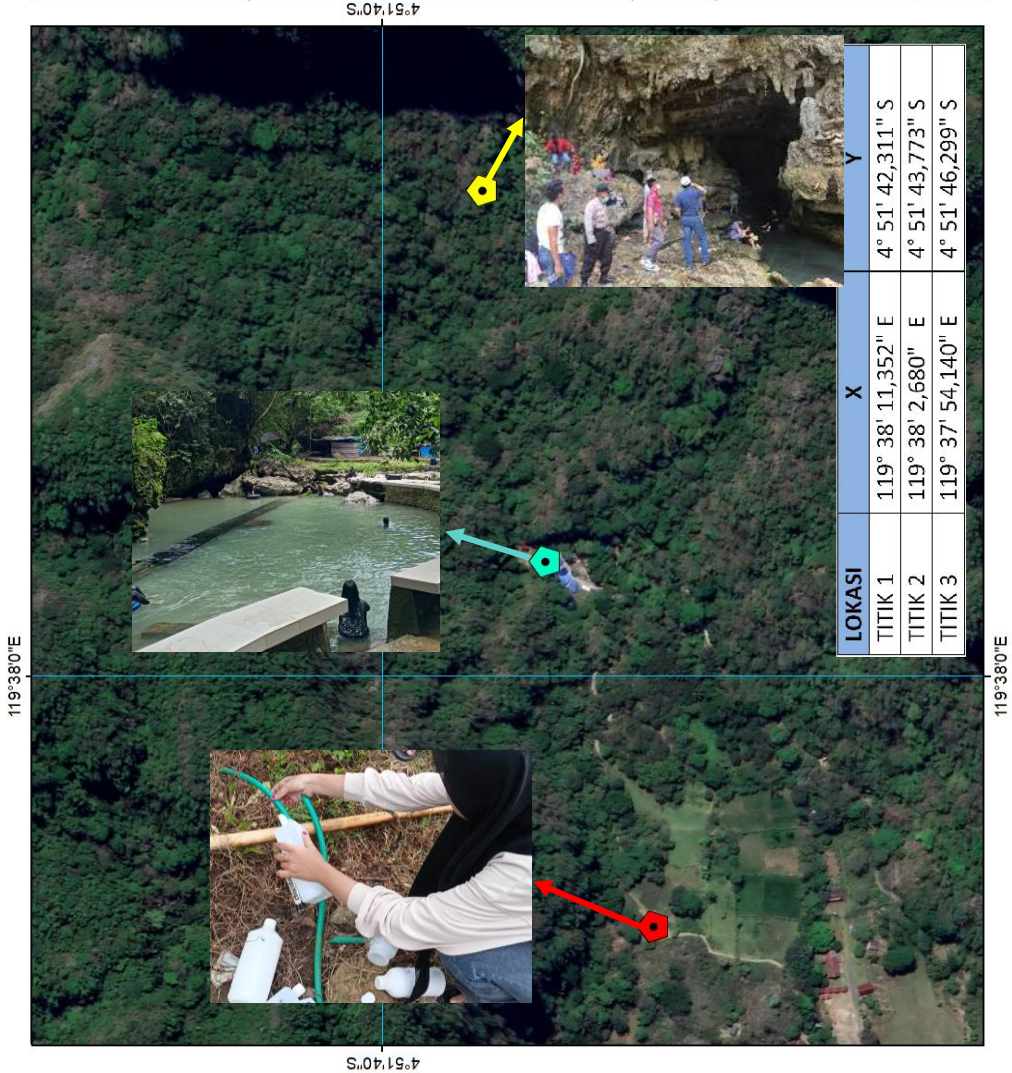 4°51'40"S
119°38'0"E
LOKASI X Y
TITIK 1 119° 38' 11,352" E 4° 51' 42,311" S
TITIK 2 119° 38' 2,680" E 4° 51' 43,773" S
TITIK 3 119° 37' 54,140" E 4° 51' 46,299" S
119°38'0"E
4°51'40"S